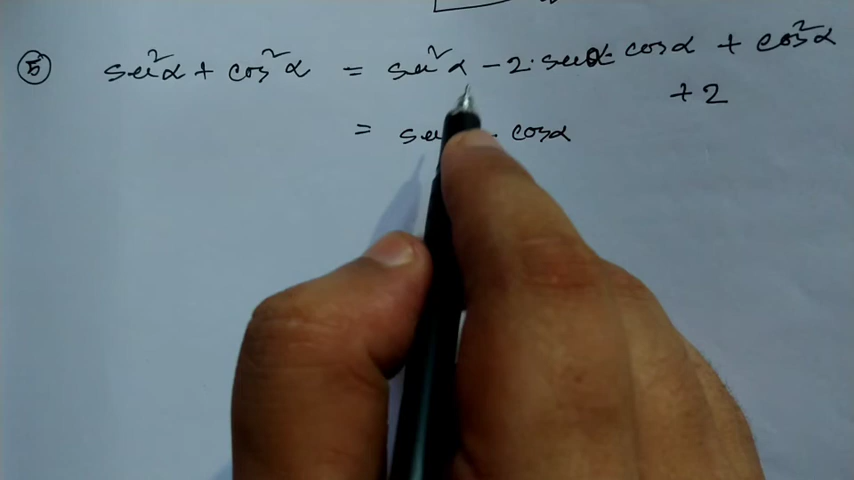 ⑤ sec²α + cos²α = sec²α - 2·secα cosα + cos²α
+ 2
= sec - cosα